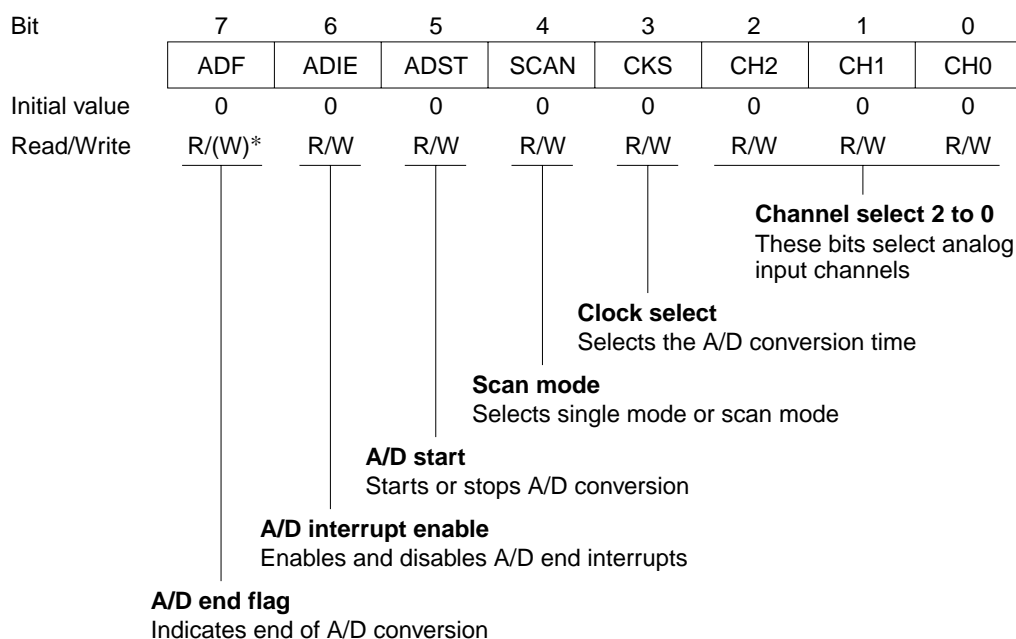 Bit 7 6 5 4 3 2 1 0
ADF ADIE ADST SCAN CKS CH2 CH1 CH0
Initial value 0 0 0 0 0 0 0 0
Read/Write R/(W)* R/W R/W R/W R/W R/W R/W R/W
Channel select 2 to 0
These bits select analog
input channels
Clock select
Selects the A/D conversion time
Scan mode
Selects single mode or scan mode
A/D start
Starts or stops A/D conversion
A/D interrupt enable
Enables and disables A/D end interrupts
A/D end flag
Indicates end of A/D conversion